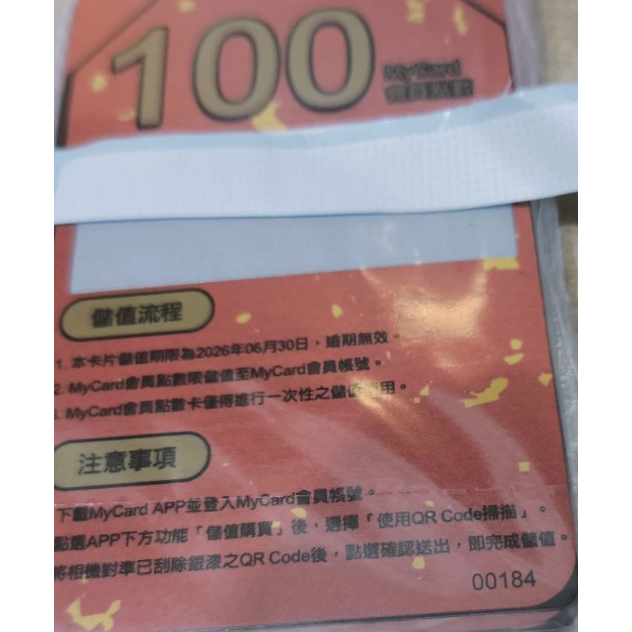 100
MyCard
會員點數
儲值流程
1. 本卡片儲值期限為2026年06月30日，逾期無效。
2. MyCard會員點數限儲值至MyCard會員帳號。
. MyCard會員點數卡僅得進行一次性之儲值使用。
注意事項
下載MyCard APP並登入MyCard會員帳號。
點選APP下方功能「儲值購買」後，選擇「使用QR Code掃描」。
將相機對準已刮除銀漆之QR Code後，點選確認送出，即完成儲值。
00184